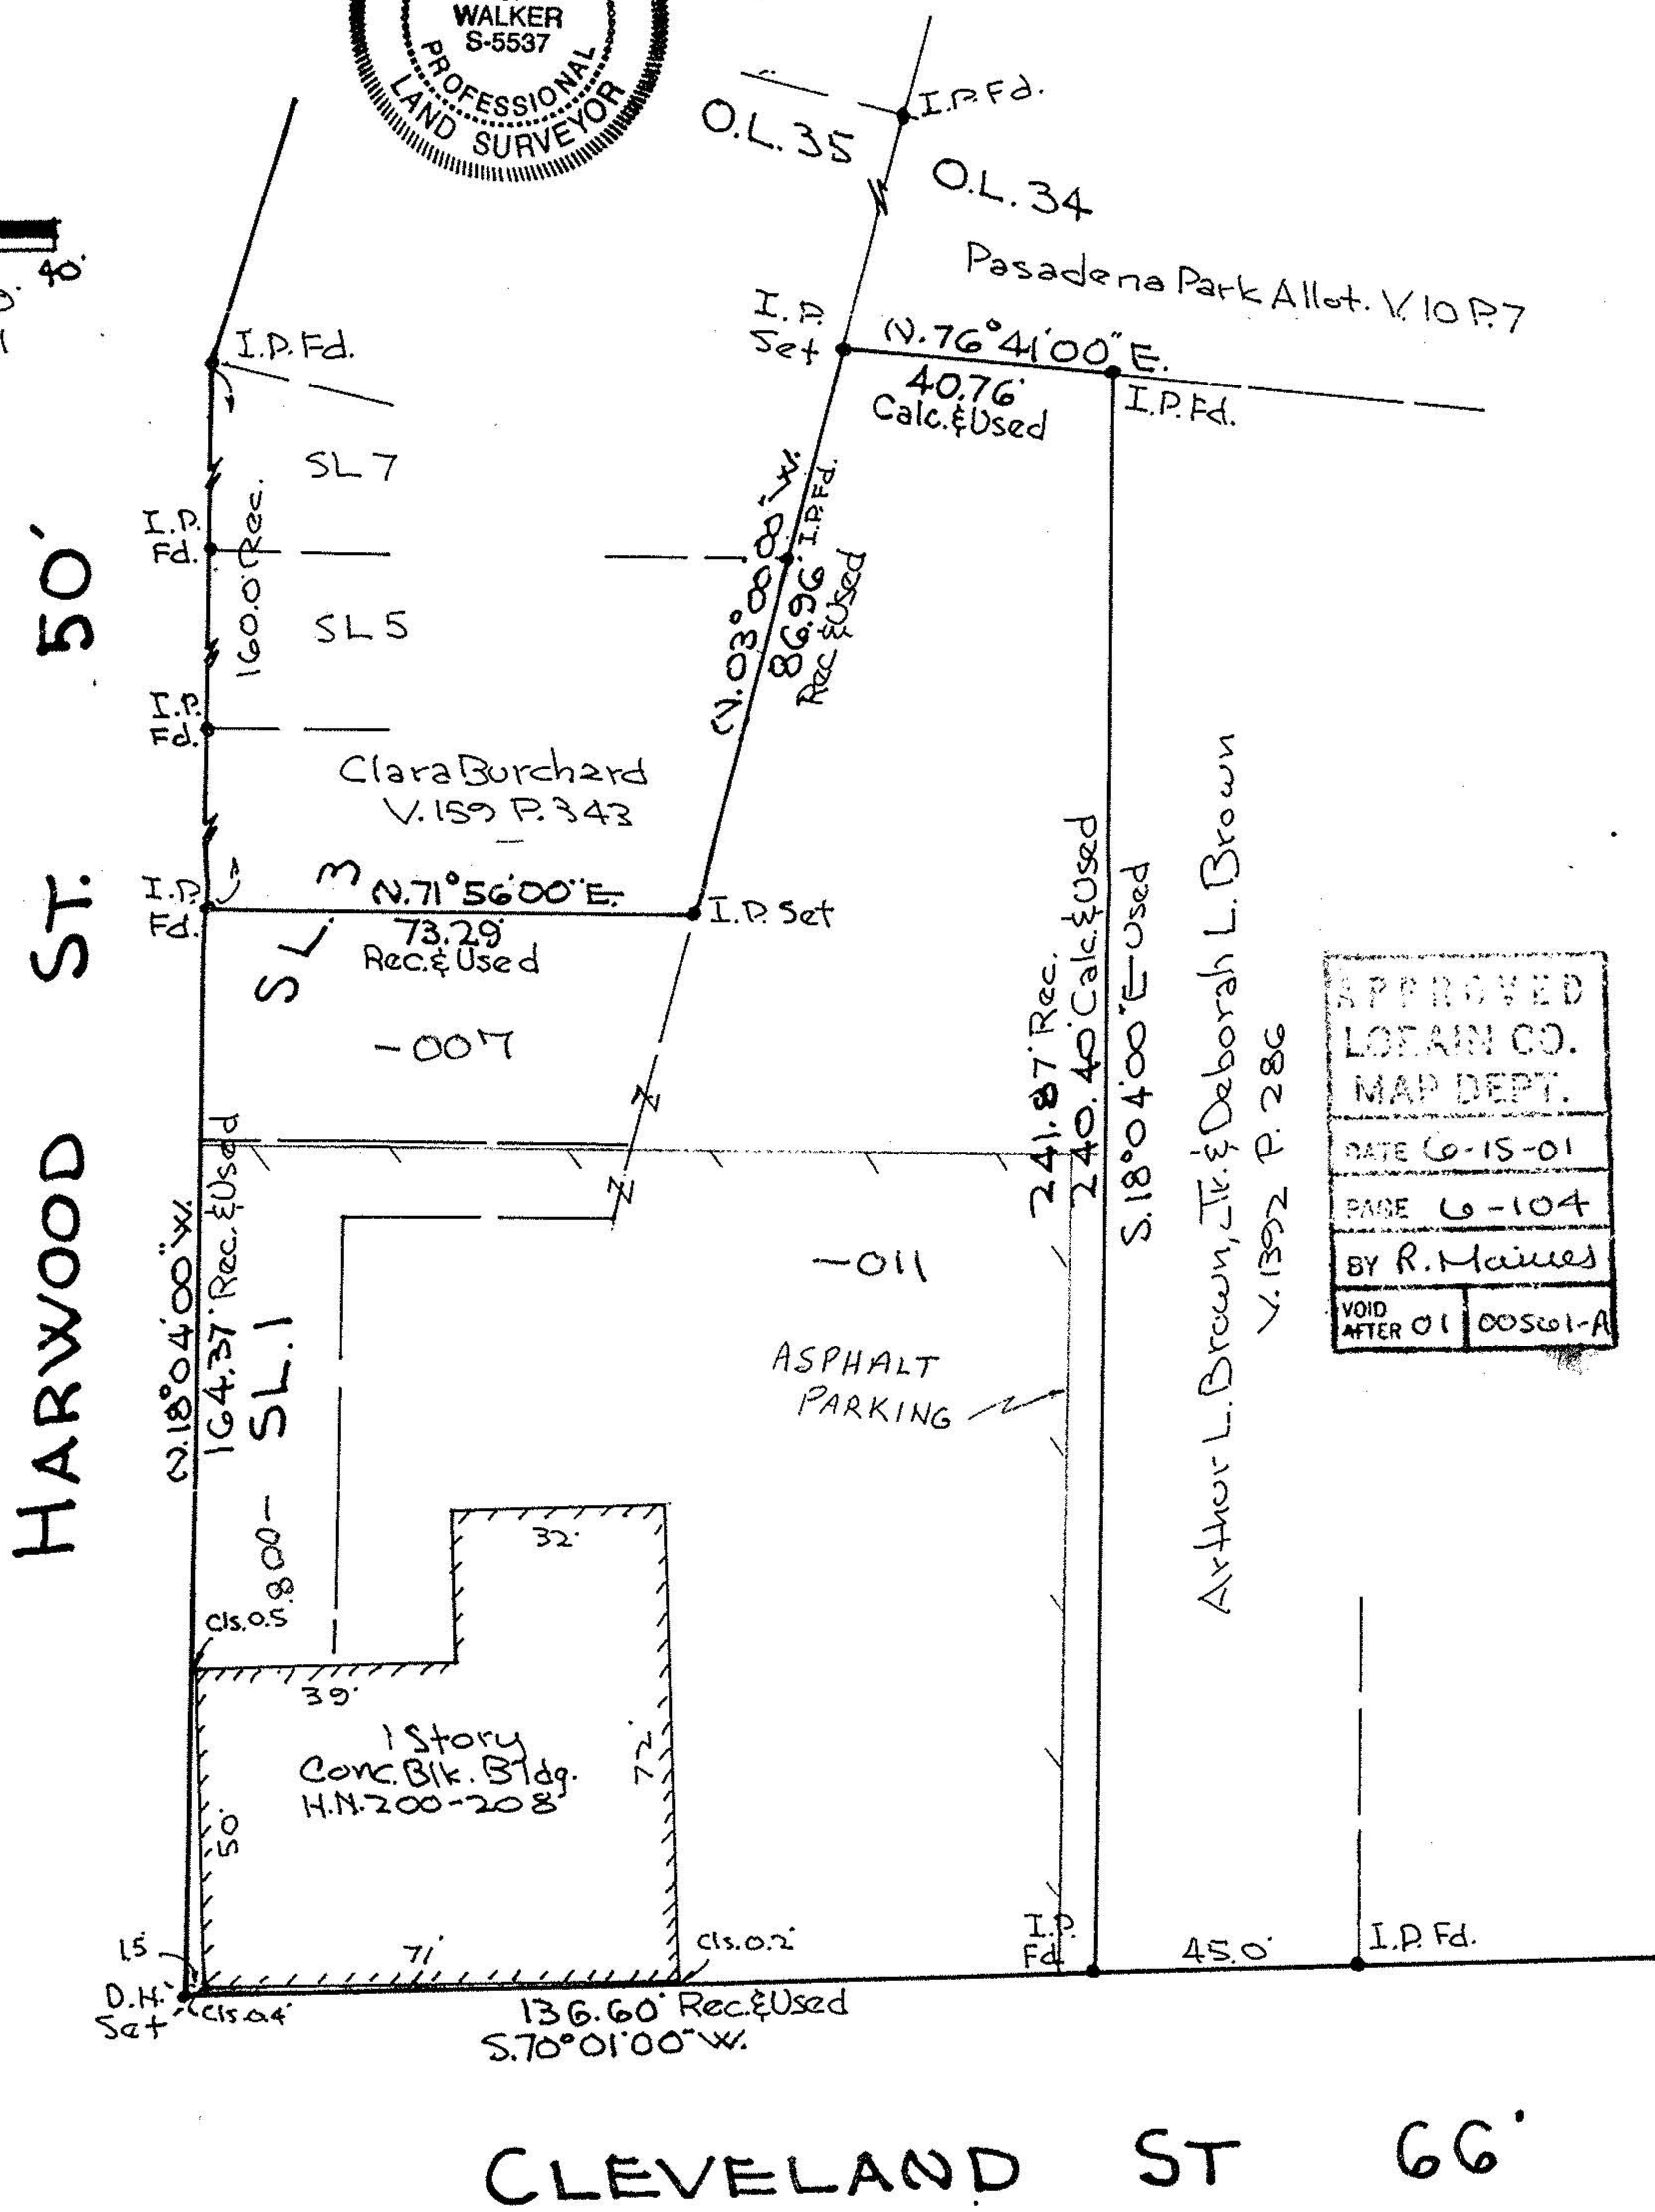 WALKER
S-5537
PROFESSIONAL
LAND SURVEYOR
40'
I.P. Fd.
O.L. 35
O.L. 34
Pasadena Park Allot. V. 10 P. 7
I.P. Fd.
I.P.
Set
N. 76° 41' 00" E.
40.76'
Calc. & Used
I.P. Fd.
SL 7
I.P.
Fd.
160.0' Rec.
I.P. Fd.
N. 03° 00' 00" W.
86.96'
Rec & Used
SL 5
I.P.
Fd.
Clara Burchard
V. 159 P. 343
I.P.
Fd.
SL. 3
N. 71° 56' 00" E.
73.29'
Rec. & Used
I.P. Set
-007
241.87' Rec.
240.40' Calc. & Used
S. 18° 04' 00" E - Used
Arthur L. Brown, Jr. & Deborah L. Brown
V. 1392 P. 286
APPROVED
LORAIN CO.
MAP DEPT.
DATE 6-15-01
PAGE 6-104
BY R. Maines
VOID
AFTER 01
00561-A
HARWOOD ST. 50'
N. 18° 04' 00" W.
164.37' Rec. & Used
SL. 1
-008
-011
ASPHALT
PARKING
32'
Cls. 0.5'
39'
1 Story
Conc. Blk. Bldg.
H.N. 200-208
72'
50'
1.5'
71'
Cls. 0.2'
I.P.
Fd.
45.0'
I.P. Fd.
D.H.
Set
Cls 0.4'
136.60' Rec. & Used
S. 70° 01' 00" W.
CLEVELAND ST 66'